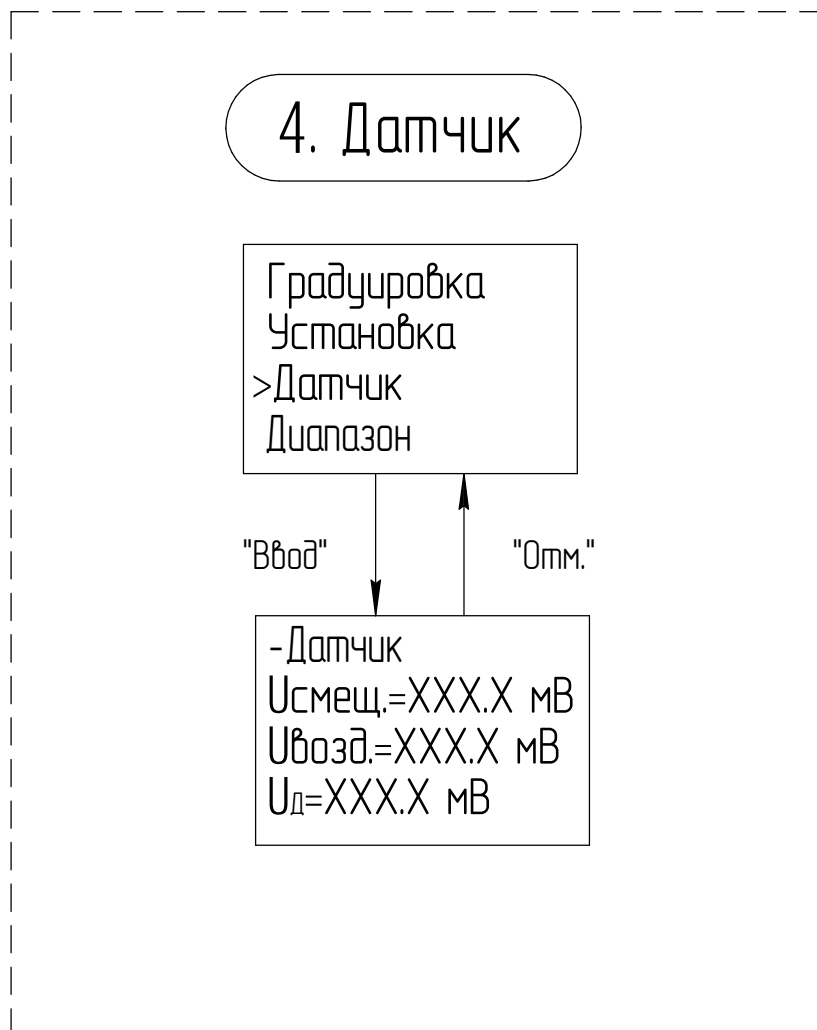 4. Датчик
Градуировка
Установка
>Датчик
Диапазон
"Ввод" "Отм."
-Датчик
Uсмещ.=XXX.X мВ
Uвозд.=XXX.X мВ
Uд=XXX.X мВ